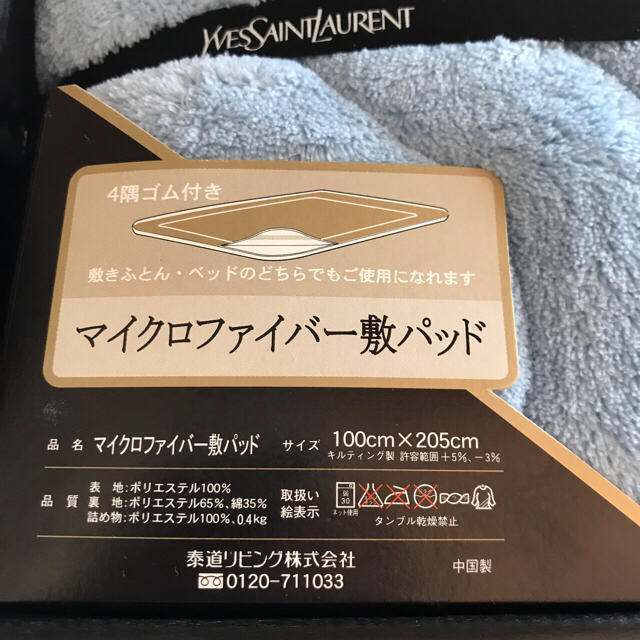 YVESSAINTLAURENT
4隅ゴム付き
敷きふとん・ベッドのどちらでもご使用になれます
マイクロファイバー敷パッド
品名 マイクロファイバー敷パッド サイズ 100cm×205cm
キルティング製 許容範囲 +5%、−3%
品質 表地:ポリエステル100%
裏地:ポリエステル65%、綿35%
詰め物:ポリエステル100%、0.4kg
取扱い
絵表示
30
ネット使用
タンブル乾燥禁止
泰道リビング株式会社
0120-711033
中国製